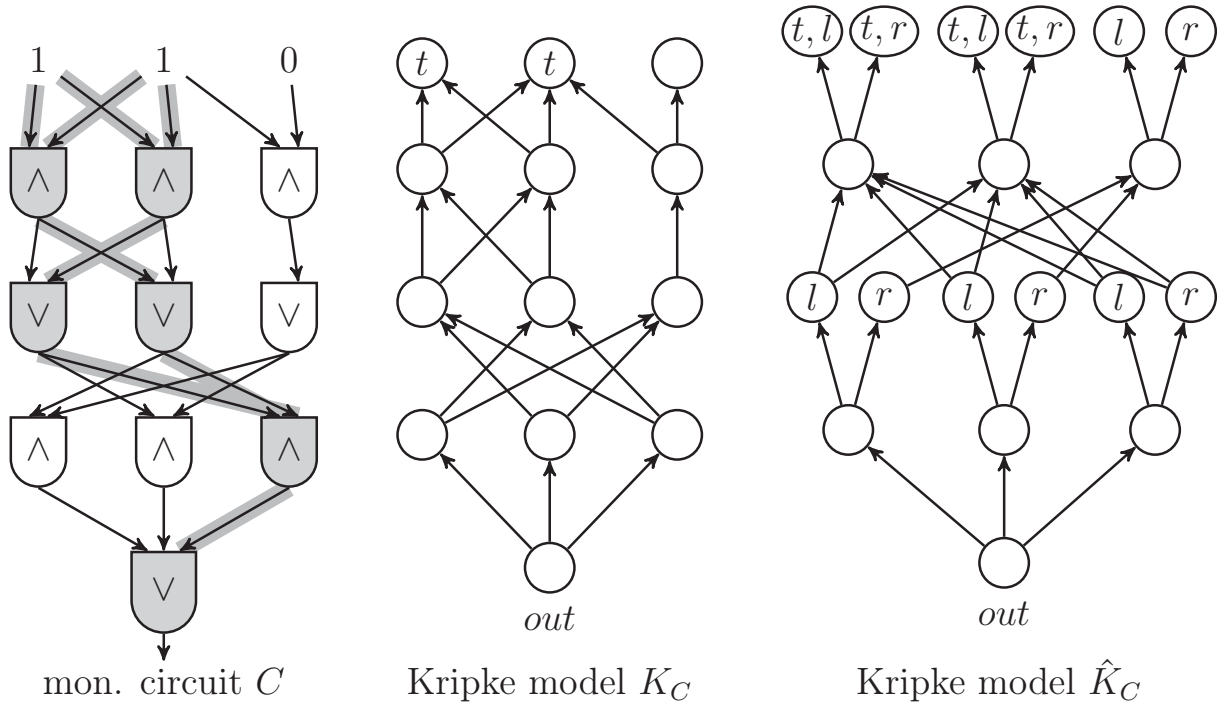 t, l t, r t, l t, r l r
1 1 0 t t
∧ ∧ ∧
∨ ∨ ∨ l r l r l r
∧ ∧ ∧
∨
out out
mon. circuit C Kripke model K_C Kripke model K̂_C